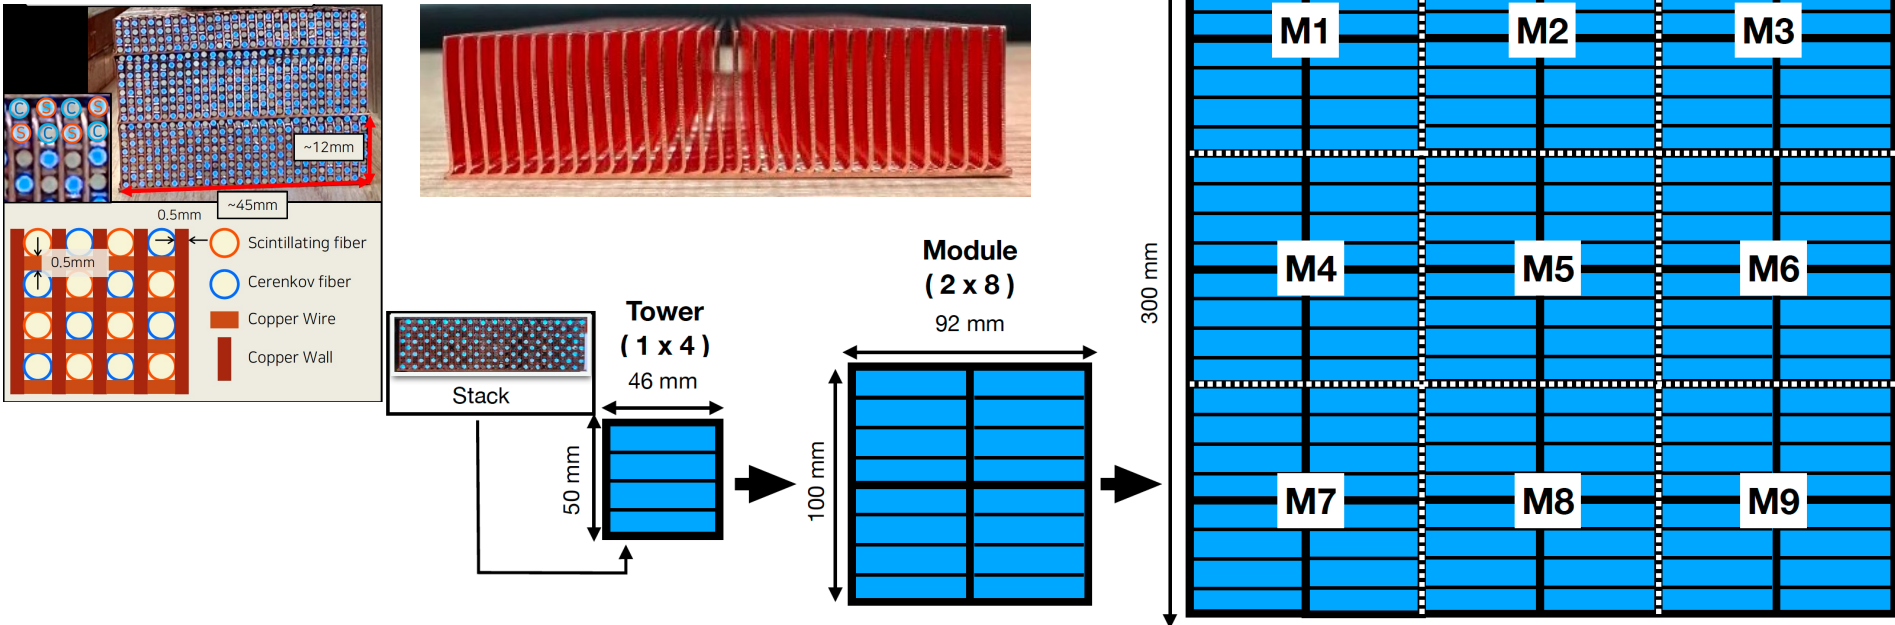 C S C S
S C S C
~12mm
~45mm
0.5mm
0.5mm
Scintillating fiber
Cerenkov fiber
Copper Wire
Copper Wall
Stack
Tower
( 1 x 4 )
46 mm
50 mm
Module
( 2 x 8 )
92 mm
100 mm
300 mm
M1 M2 M3
M4 M5 M6
M7 M8 M9